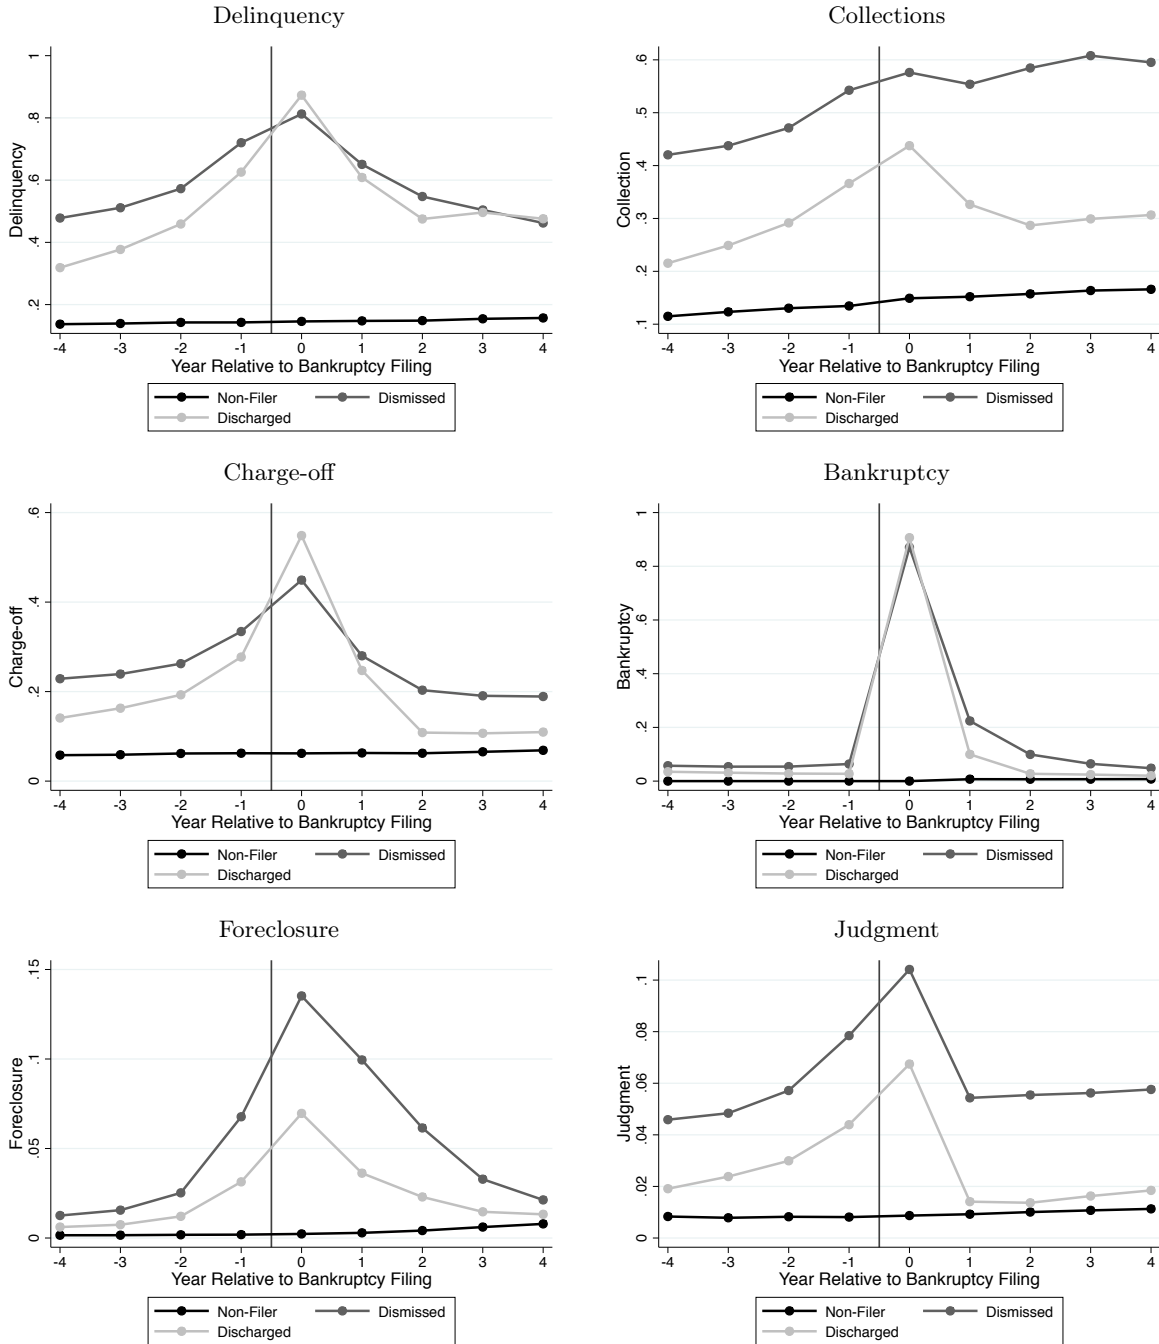 Delinquency
Delinquency
1
.8
.6
.4
.2
-4 -3 -2 -1 0 1 2 3 4
Year Relative to Bankruptcy Filing
Non-Filer Dismissed
Discharged
Collections
Collection
.6
.5
.4
.3
.2
.1
-4 -3 -2 -1 0 1 2 3 4
Year Relative to Bankruptcy Filing
Non-Filer Dismissed
Discharged
Charge-off
Charge-off
.6
.4
.2
0
-4 -3 -2 -1 0 1 2 3 4
Year Relative to Bankruptcy Filing
Non-Filer Dismissed
Discharged
Bankruptcy
Bankruptcy
1
.8
.6
.4
.2
0
-4 -3 -2 -1 0 1 2 3 4
Year Relative to Bankruptcy Filing
Non-Filer Dismissed
Discharged
Foreclosure
Foreclosure
.15
.1
.05
0
-4 -3 -2 -1 0 1 2 3 4
Year Relative to Bankruptcy Filing
Non-Filer Dismissed
Discharged
Judgment
Judgment
.1
.08
.06
.04
.02
0
-4 -3 -2 -1 0 1 2 3 4
Year Relative to Bankruptcy Filing
Non-Filer Dismissed
Discharged